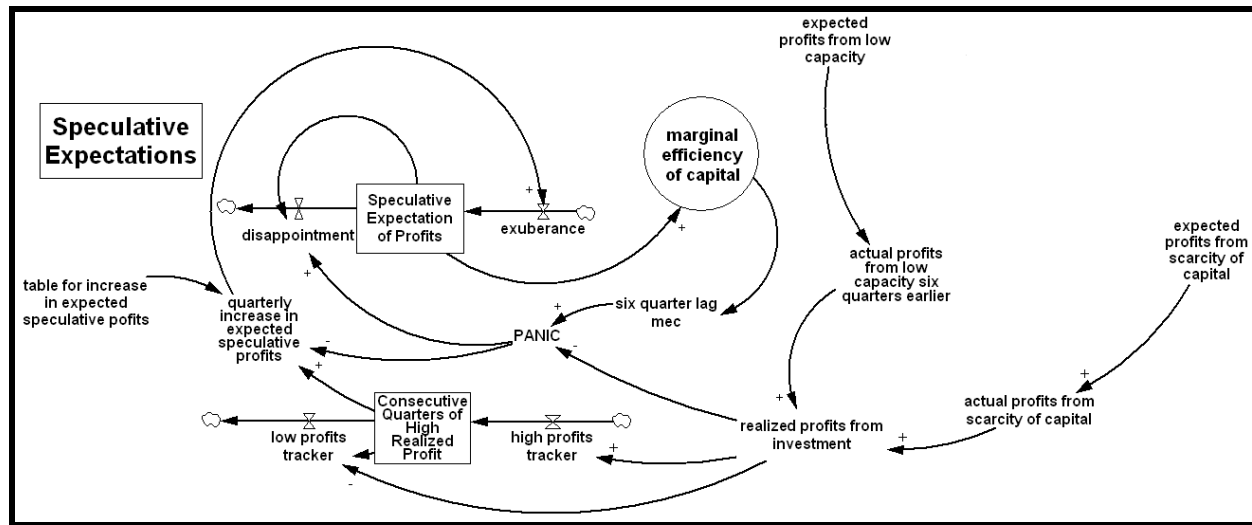 expected
profits from low
capacity
Speculative
Expectations
marginal
efficiency
of capital
+
Speculative
Expectation
of Profits
disappointment
exuberance
+
+
expected
profits from
scarcity of
capital
actual profits
from low
capacity six
quarters earlier
table for increase
in expected
speculative pofits
quarterly
increase in
expected
speculative
profits
six quarter lag
mec
+
PANIC
-
-
+
Consecutive
Quarters of
High
Realized
Profit
low profits
tracker
high profits
tracker
+
-
+
realized profits from
investment
+
actual profits from
scarcity of capital
+